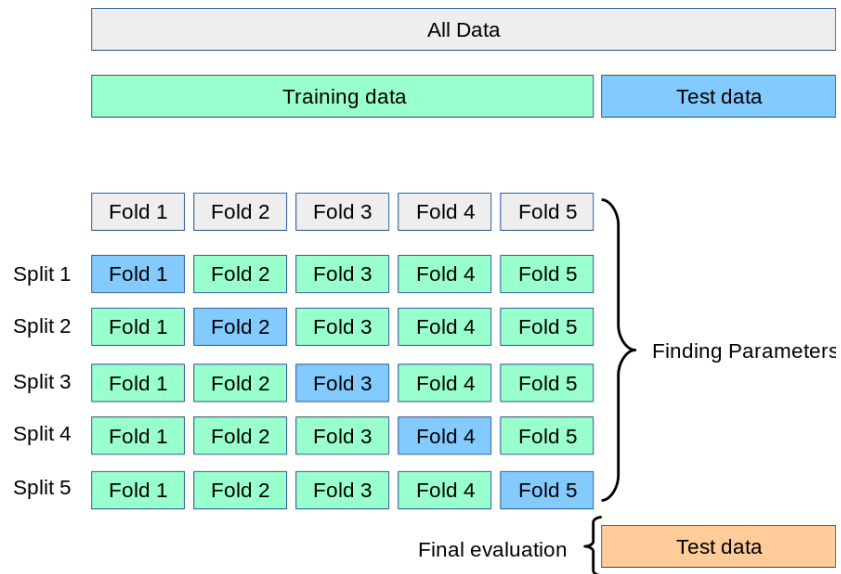 All Data
Training data Test data
Fold 1 Fold 2 Fold 3 Fold 4 Fold 5
Split 1 Fold 1 Fold 2 Fold 3 Fold 4 Fold 5
Split 2 Fold 1 Fold 2 Fold 3 Fold 4 Fold 5
Finding Parameters
Split 3 Fold 1 Fold 2 Fold 3 Fold 4 Fold 5
Split 4 Fold 1 Fold 2 Fold 3 Fold 4 Fold 5
Split 5 Fold 1 Fold 2 Fold 3 Fold 4 Fold 5
Final evaluation Test data